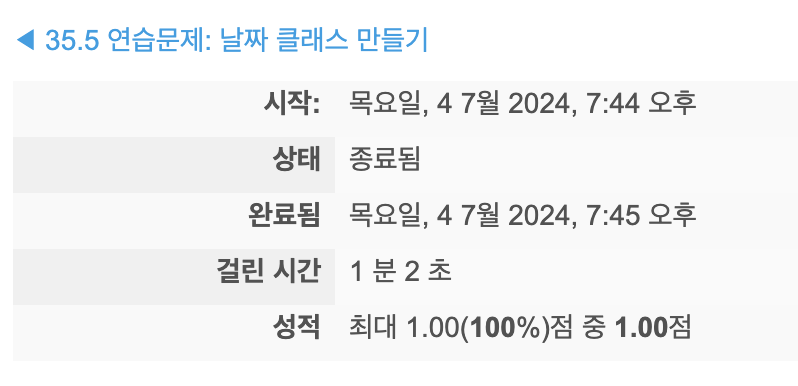 ◀ 35.5 연습문제: 날짜 클래스 만들기
시작: 목요일, 4 7월 2024, 7:44 오후
상태 종료됨
완료됨 목요일, 4 7월 2024, 7:45 오후
걸린 시간 1 분 2 초
성적 최대 1.00(100%)점 중 1.00점